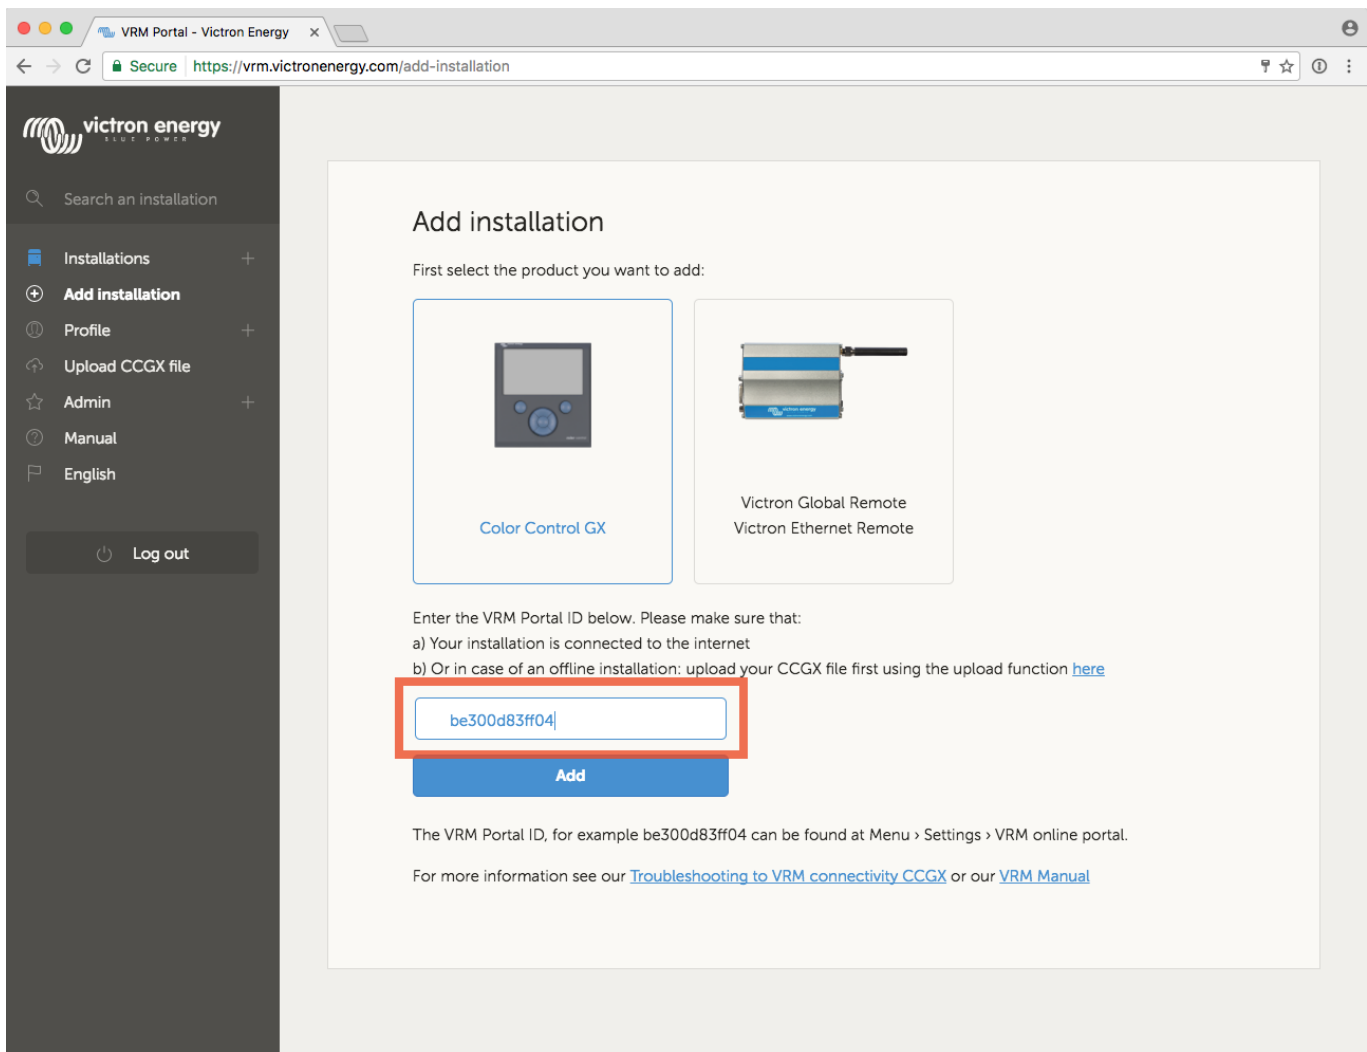 VRM Portal - Victron Energy
Secure
https://vrm.victronenergy.com/add-installation
victron energy
BLUE POWER
Search an installation
Installations
Add installation
Profile
Upload CCGX file
Admin
Manual
English
Log out
Add installation
First select the product you want to add:
Color Control GX
victron energy
Victron Global Remote
Victron Ethernet Remote
Enter the VRM Portal ID below. Please make sure that:
a) Your installation is connected to the internet
b) Or in case of an offline installation: upload your CCGX file first using the upload function here
be300d83ff04
Add
The VRM Portal ID, for example be300d83ff04 can be found at Menu › Settings › VRM online portal.
For more information see our Troubleshooting to VRM connectivity CCGX or our VRM Manual